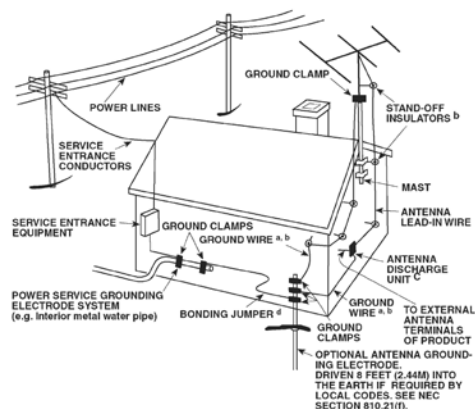 GROUND CLAMP
POWER LINES
STAND-OFF
INSULATORS b
SERVICE
ENTRANCE
CONDUCTORS
MAST
ANTENNA
LEAD-IN WIRE
SERVICE ENTRANCE
EQUIPMENT
GROUND CLAMPS
GROUND WIRE a, b
ANTENNA
DISCHARGE
UNIT C
POWER SERVICE GROUNDING
ELECTRODE SYSTEM
(e.g. interior metal water pipe)
BONDING JUMPER d
GROUND
WIRE a, b
GROUND
CLAMPS
TO EXTERNAL
ANTENNA
TERMINALS
OF PRODUCT
OPTIONAL ANTENNA GROUND-
ING ELECTRODE.
DRIVEN 8 FEET (2.44M) INTO
THE EARTH IF REQUIRED BY
LOCAL CODES. SEE NEC
SECTION 810.21(f).